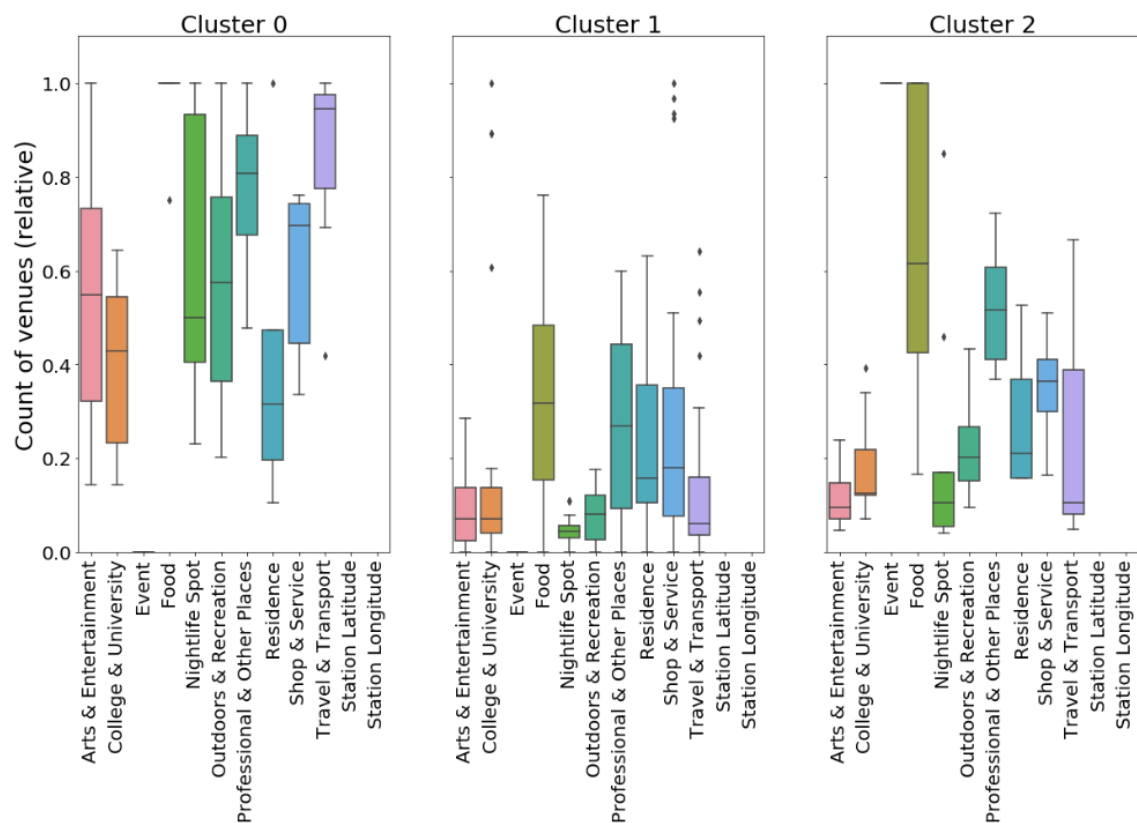 Cluster 0
Cluster 1
Cluster 2
Count of venues (relative)
1.0
0.8
0.6
0.4
0.2
0.0
Arts & Entertainment
College & University
Event
Food
Nightlife Spot
Outdoors & Recreation
Professional & Other Places
Residence
Shop & Service
Travel & Transport
Station Latitude
Station Longitude
Arts & Entertainment
College & University
Event
Food
Nightlife Spot
Outdoors & Recreation
Professional & Other Places
Residence
Shop & Service
Travel & Transport
Station Latitude
Station Longitude
Arts & Entertainment
College & University
Event
Food
Nightlife Spot
Outdoors & Recreation
Professional & Other Places
Residence
Shop & Service
Travel & Transport
Station Latitude
Station Longitude